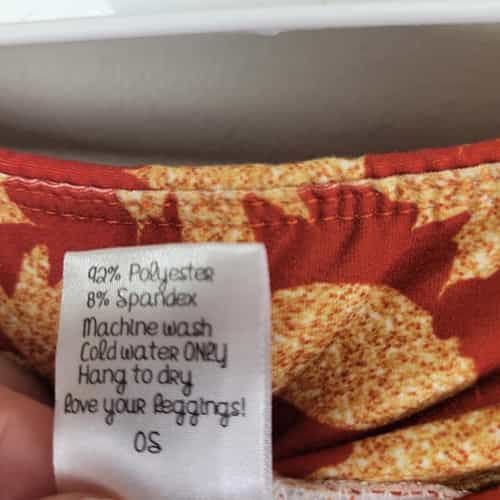 92% Polyester
8% Spandex
Machine wash
Cold water ONLY
Hang to dry
Love your Leggings!
OS